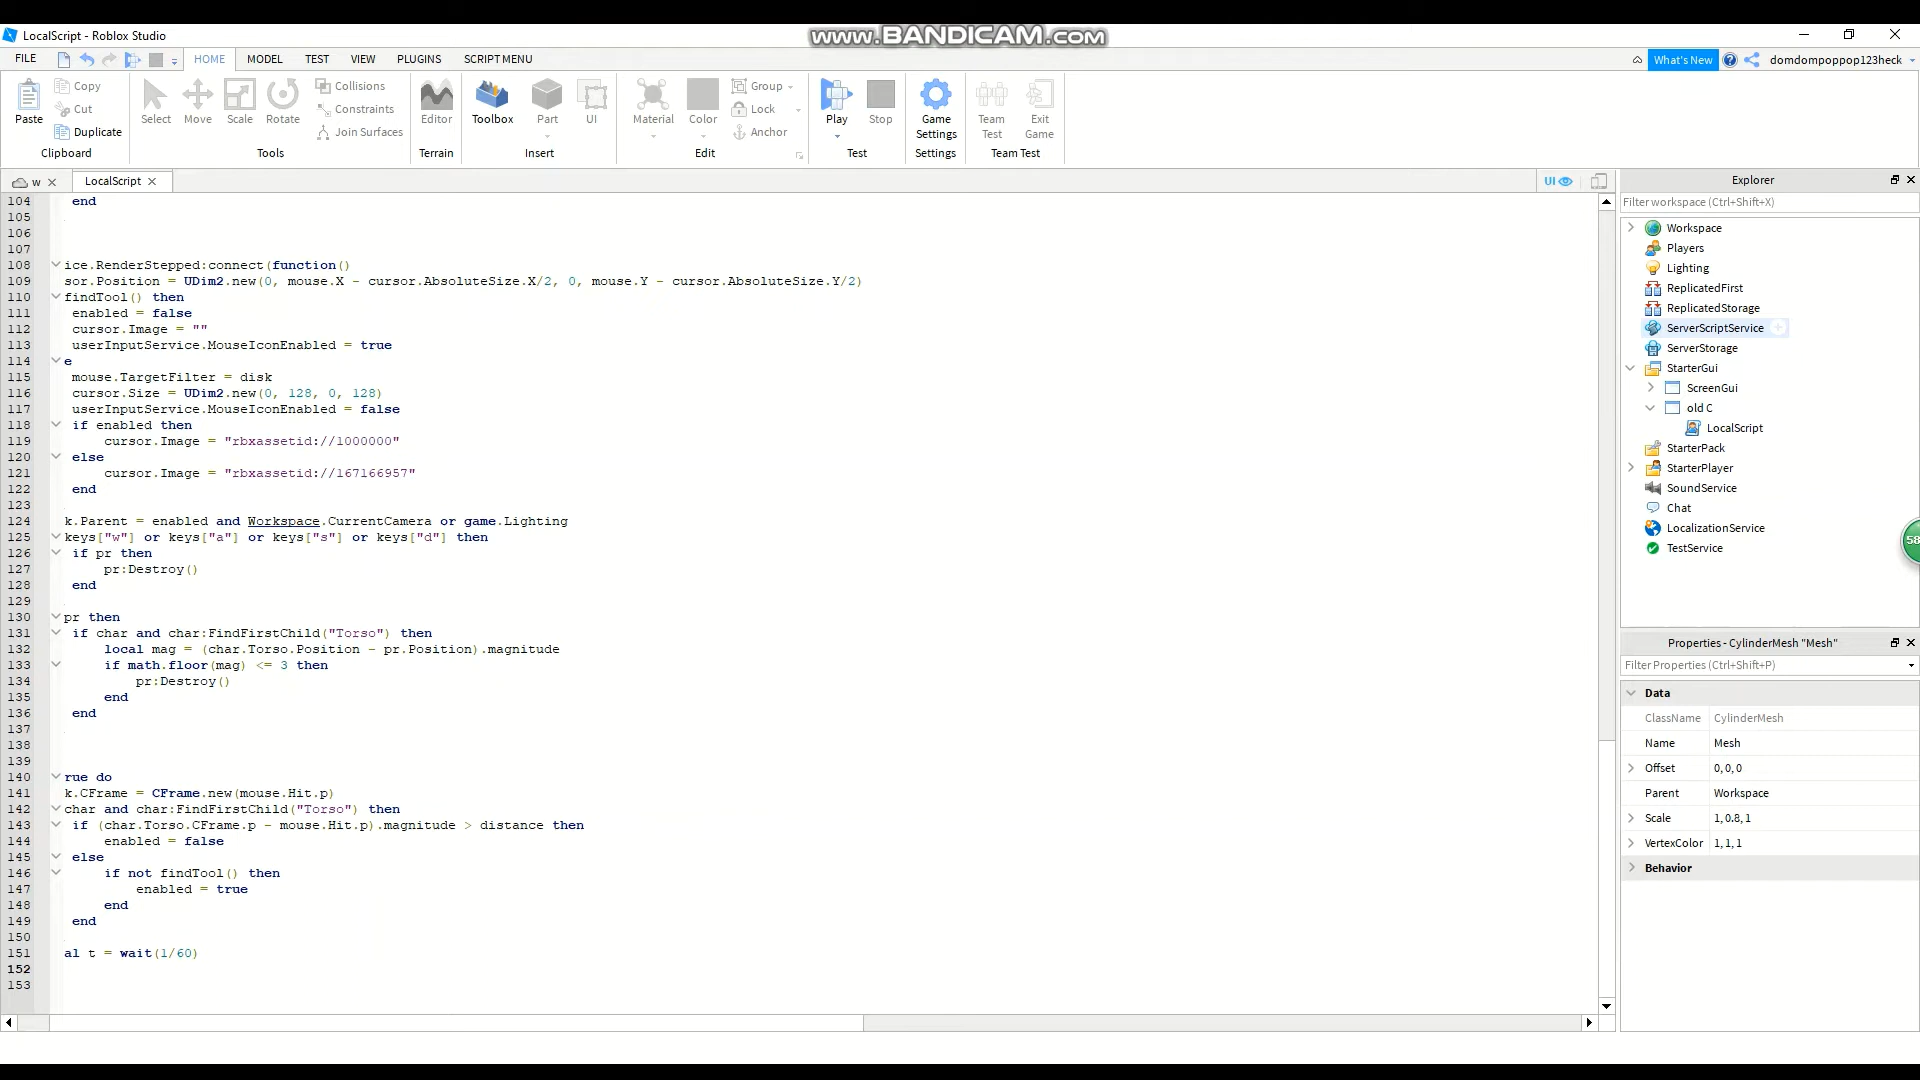 LocalScript - Roblox Studio
www.BANDICAM.com
FILE HOME MODEL TEST VIEW PLUGINS SCRIPT MENU What's New domdompoppop123heck
Paste Copy Cut Duplicate Clipboard
Select Move Scale Rotate Collisions Constraints Join Surfaces Tools
Editor Terrain
Toolbox Part UI Insert
Material Color Group Lock Anchor Edit
Play Stop Test
Game Settings Settings
Team Test Exit Game Team Test
w LocalScript UI
104 end
105
106
107
108 ice.RenderStepped:connect(function()
109 sor.Position = UDim2.new(0, mouse.X - cursor.AbsoluteSize.X/2, 0, mouse.Y - cursor.AbsoluteSize.Y/2)
110 findTool() then
111 enabled = false
112 cursor.Image = ""
113 userInputService.MouseIconEnabled = true
114 e
115 mouse.TargetFilter = disk
116 cursor.Size = UDim2.new(0, 128, 0, 128)
117 userInputService.MouseIconEnabled = false
118 if enabled then
119 cursor.Image = "rbxassetid://1000000"
120 else
121 cursor.Image = "rbxassetid://167166957"
122 end
123
124 k.Parent = enabled and Workspace.CurrentCamera or game.Lighting
125 keys["w"] or keys["a"] or keys["s"] or keys["d"] then
126 if pr then
127 pr:Destroy()
128 end
129
130 pr then
131 if char and char:FindFirstChild("Torso") then
132 local mag = (char.Torso.Position - pr.Position).magnitude
133 if math.floor(mag) <= 3 then
134 pr:Destroy()
135 end
136 end
137
138
139
140 rue do
141 k.CFrame = CFrame.new(mouse.Hit.p)
142 char and char:FindFirstChild("Torso") then
143 if (char.Torso.CFrame.p - mouse.Hit.p).magnitude > distance then
144 enabled = false
145 else
146 if not findTool() then
147 enabled = true
148 end
149 end
150
151 al t = wait(1/60)
152
153
Explorer
Filter workspace (Ctrl+Shift+X)
Workspace
Players
Lighting
ReplicatedFirst
ReplicatedStorage
ServerScriptService
ServerStorage
StarterGui
ScreenGui
old C
LocalScript
StarterPack
StarterPlayer
SoundService
Chat
LocalizationService
TestService
58
Properties - CylinderMesh "Mesh"
Filter Properties (Ctrl+Shift+P)
Data
ClassName CylinderMesh
Name Mesh
Offset 0, 0, 0
Parent Workspace
Scale 1, 0.8, 1
VertexColor 1, 1, 1
Behavior